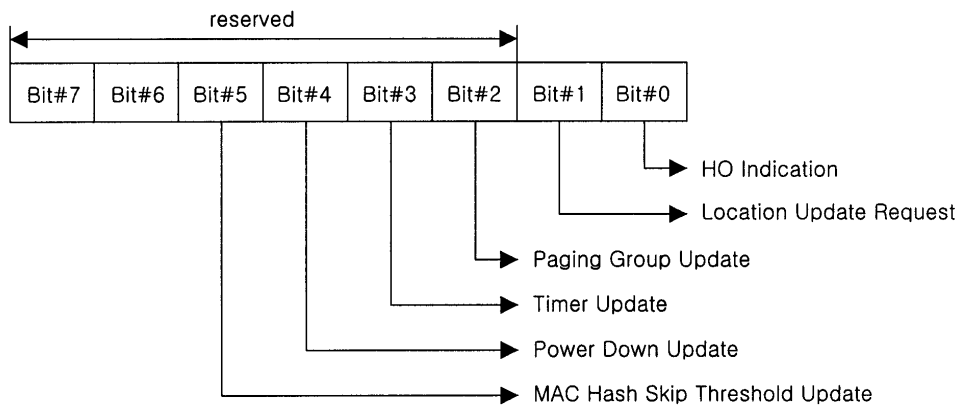 reserved
Bit#7 Bit#6 Bit#5 Bit#4 Bit#3 Bit#2 Bit#1 Bit#0
HO Indication
Location Update Request
Paging Group Update
Timer Update
Power Down Update
MAC Hash Skip Threshold Update